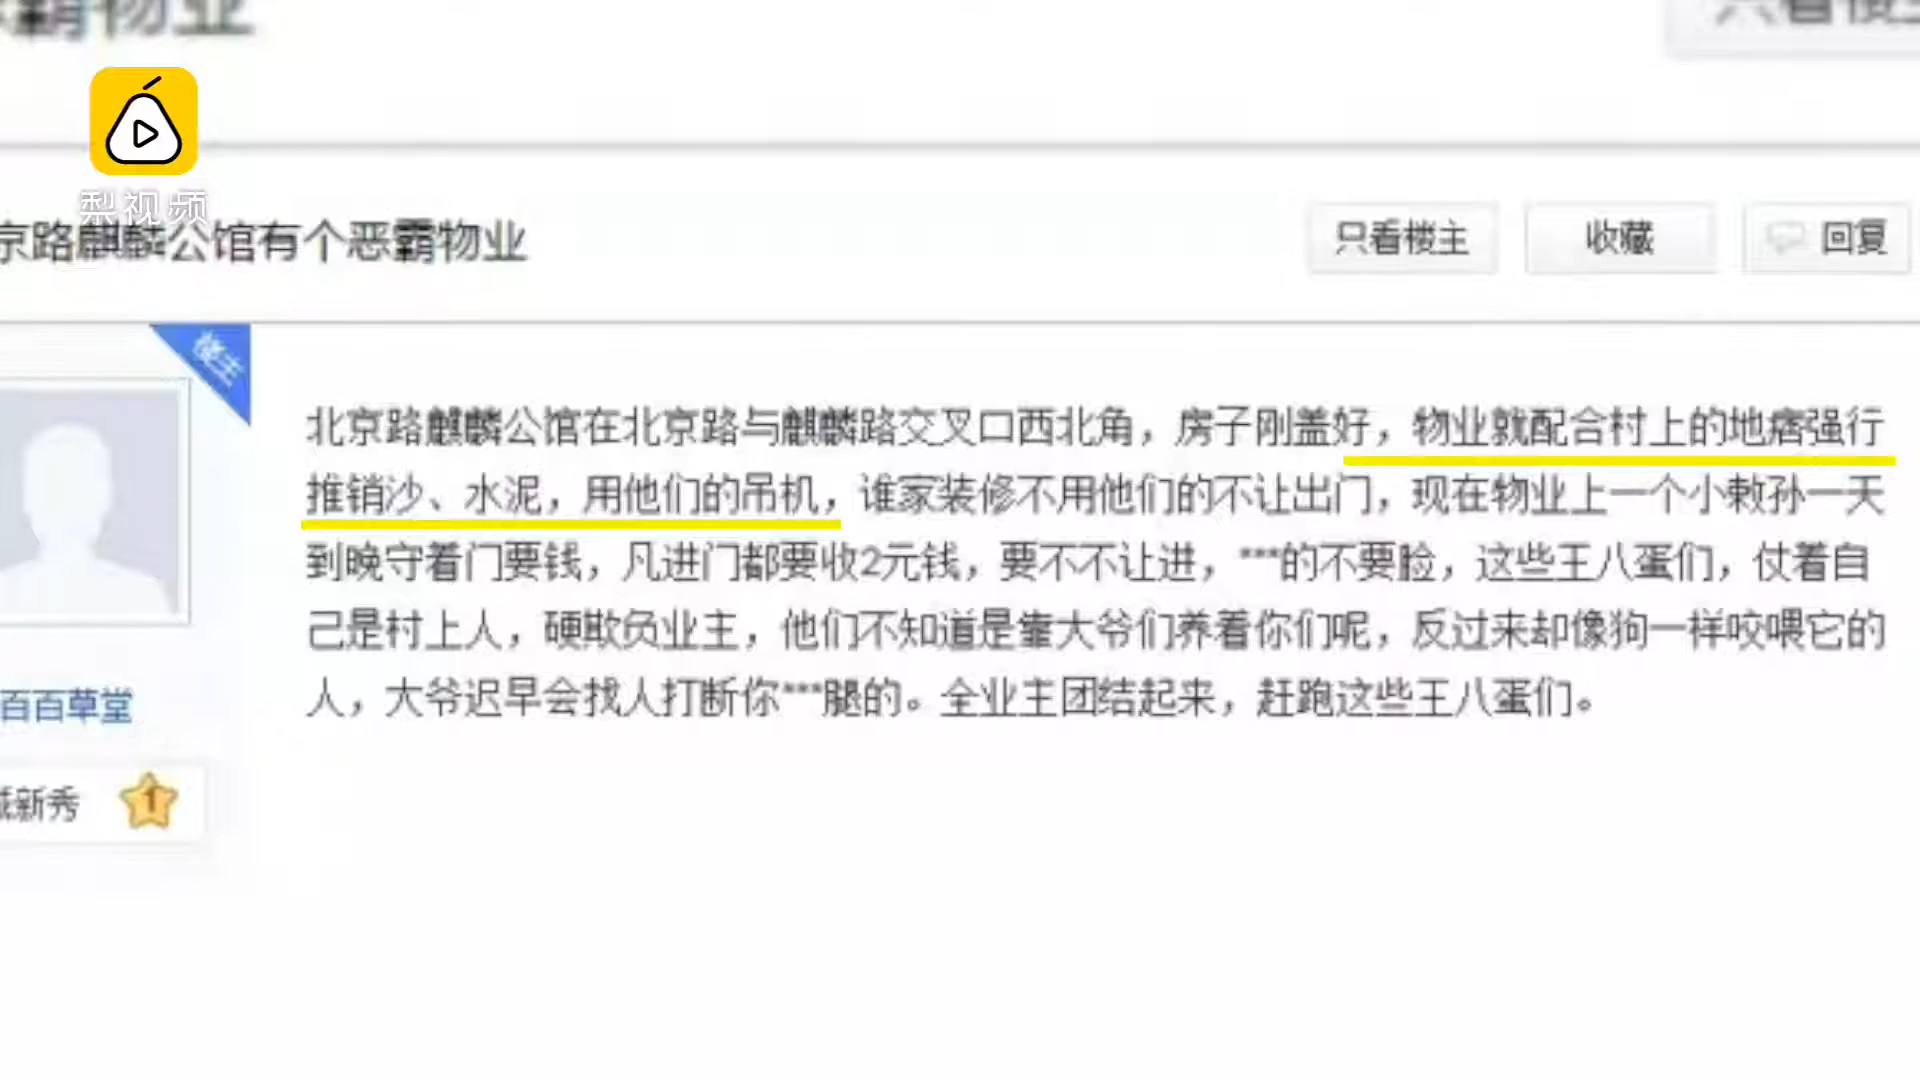 霸物业
只看楼主
梨视频
京路麒麟公馆有个恶霸物业
只看楼主
收藏
回复
楼主
北京路麒麟公馆在北京路与麒麟路交叉口西北角，房子刚盖好，物业就配合村上的地痞强行
推销沙、水泥，用他们的吊机，谁家装修不用他们的不让出门，现在物业上一个小敕孙一天
到晚守着门要钱，凡进门都要收2元钱，要不不让进，***的不要脸，这些王八蛋们，仗着自
己是村上人，硬欺负业主，他们不知道是靠大爷们养着你们呢，反过来却像狗一样咬喂它的
人，大爷迟早会找人打断你***腿的。全业主团结起来，赶跑这些王八蛋们。
百百草堂
新秀
1